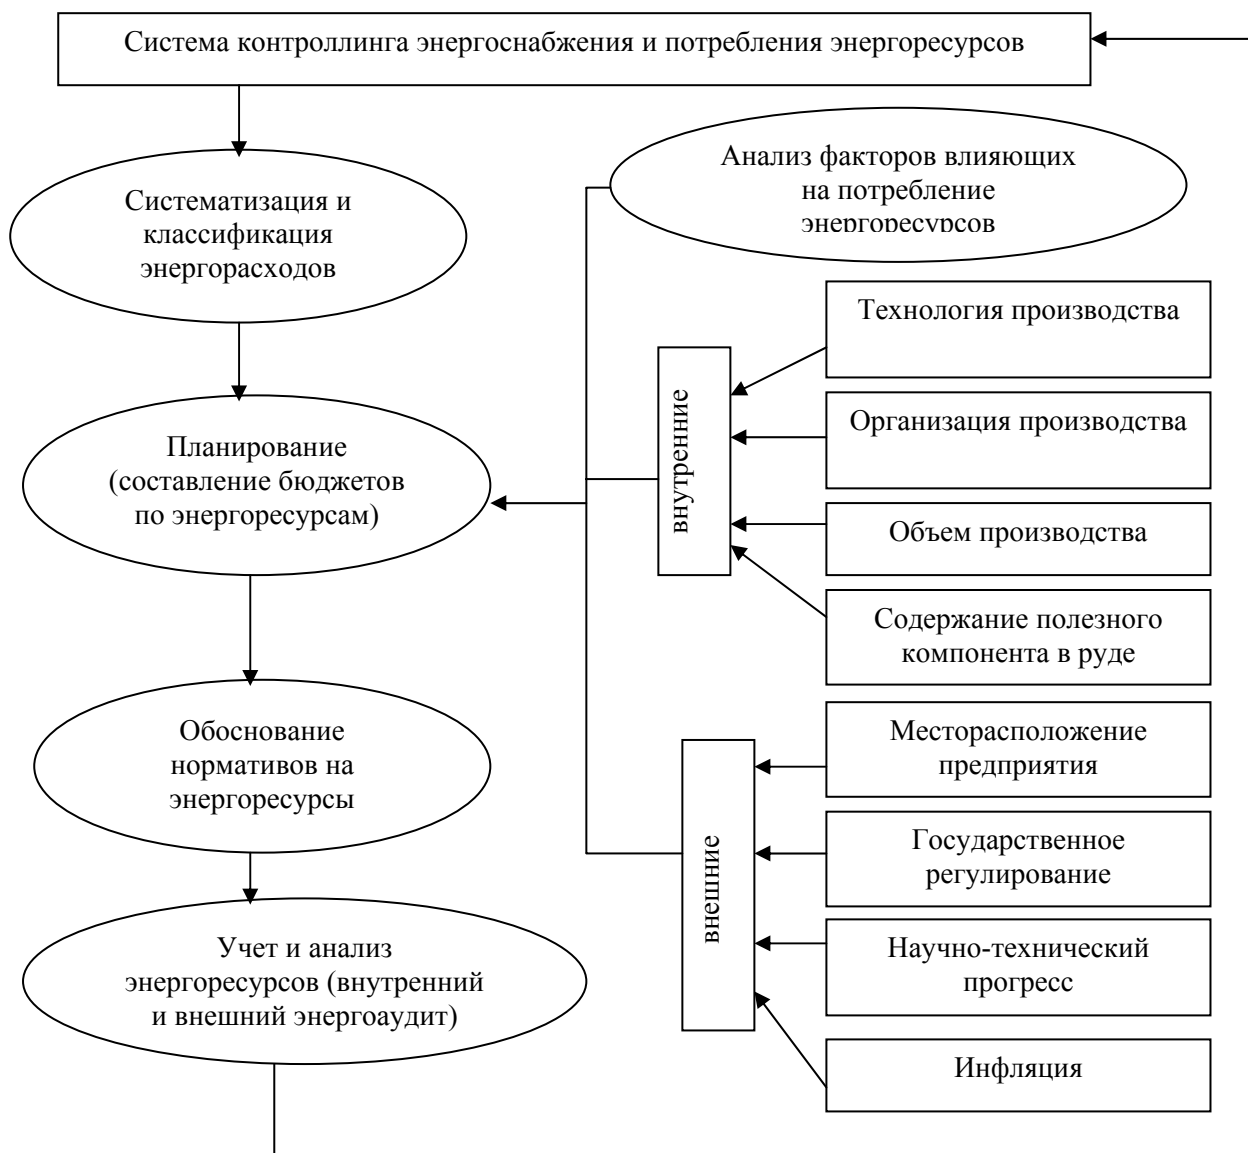 Система контроллинга энергоснабжения и потребления энергоресурсов
Анализ факторов влияющих
на потребление
энергоресурсов
Систематизация и
классификация
энергорасходов
Технология производства
Организация производства
Объем производства
Содержание полезного
компонента в руде
внутренние
Планирование
(составление бюджетов
по энергоресурсам)
Обоснование
нормативов на
энергоресурсы
Месторасположение
предприятия
Государственное
регулирование
Научно-технический
прогресс
Инфляция
внешние
Учет и анализ
энергоресурсов (внутренний
и внешний энергоаудит)